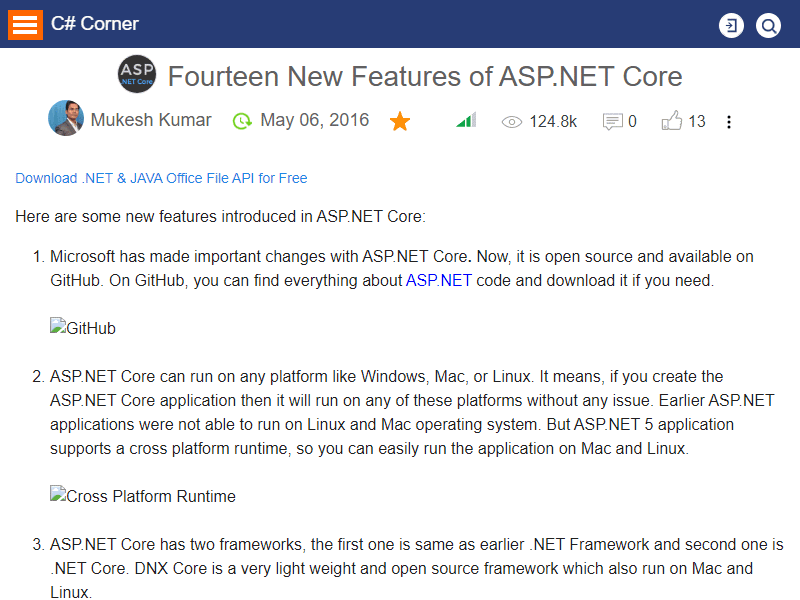 C# Corner
ASP
.NET Core
Fourteen New Features of ASP.NET Core
Mukesh Kumar May 06, 2016 124.8k 0 13
Download .NET & JAVA Office File API for Free
Here are some new features introduced in ASP.NET Core:
1. Microsoft has made important changes with ASP.NET Core. Now, it is open source and available on
GitHub. On GitHub, you can find everything about ASP.NET code and download it if you need.
GitHub
2. ASP.NET Core can run on any platform like Windows, Mac, or Linux. It means, if you create the
ASP.NET Core application then it will run on any of these platforms without any issue. Earlier ASP.NET
applications were not able to run on Linux and Mac operating system. But ASP.NET 5 application
supports a cross platform runtime, so you can easily run the application on Mac and Linux.
Cross Platform Runtime
3. ASP.NET Core has two frameworks, the first one is same as earlier .NET Framework and second one is
.NET Core. DNX Core is a very light weight and open source framework which also run on Mac and
Linux.